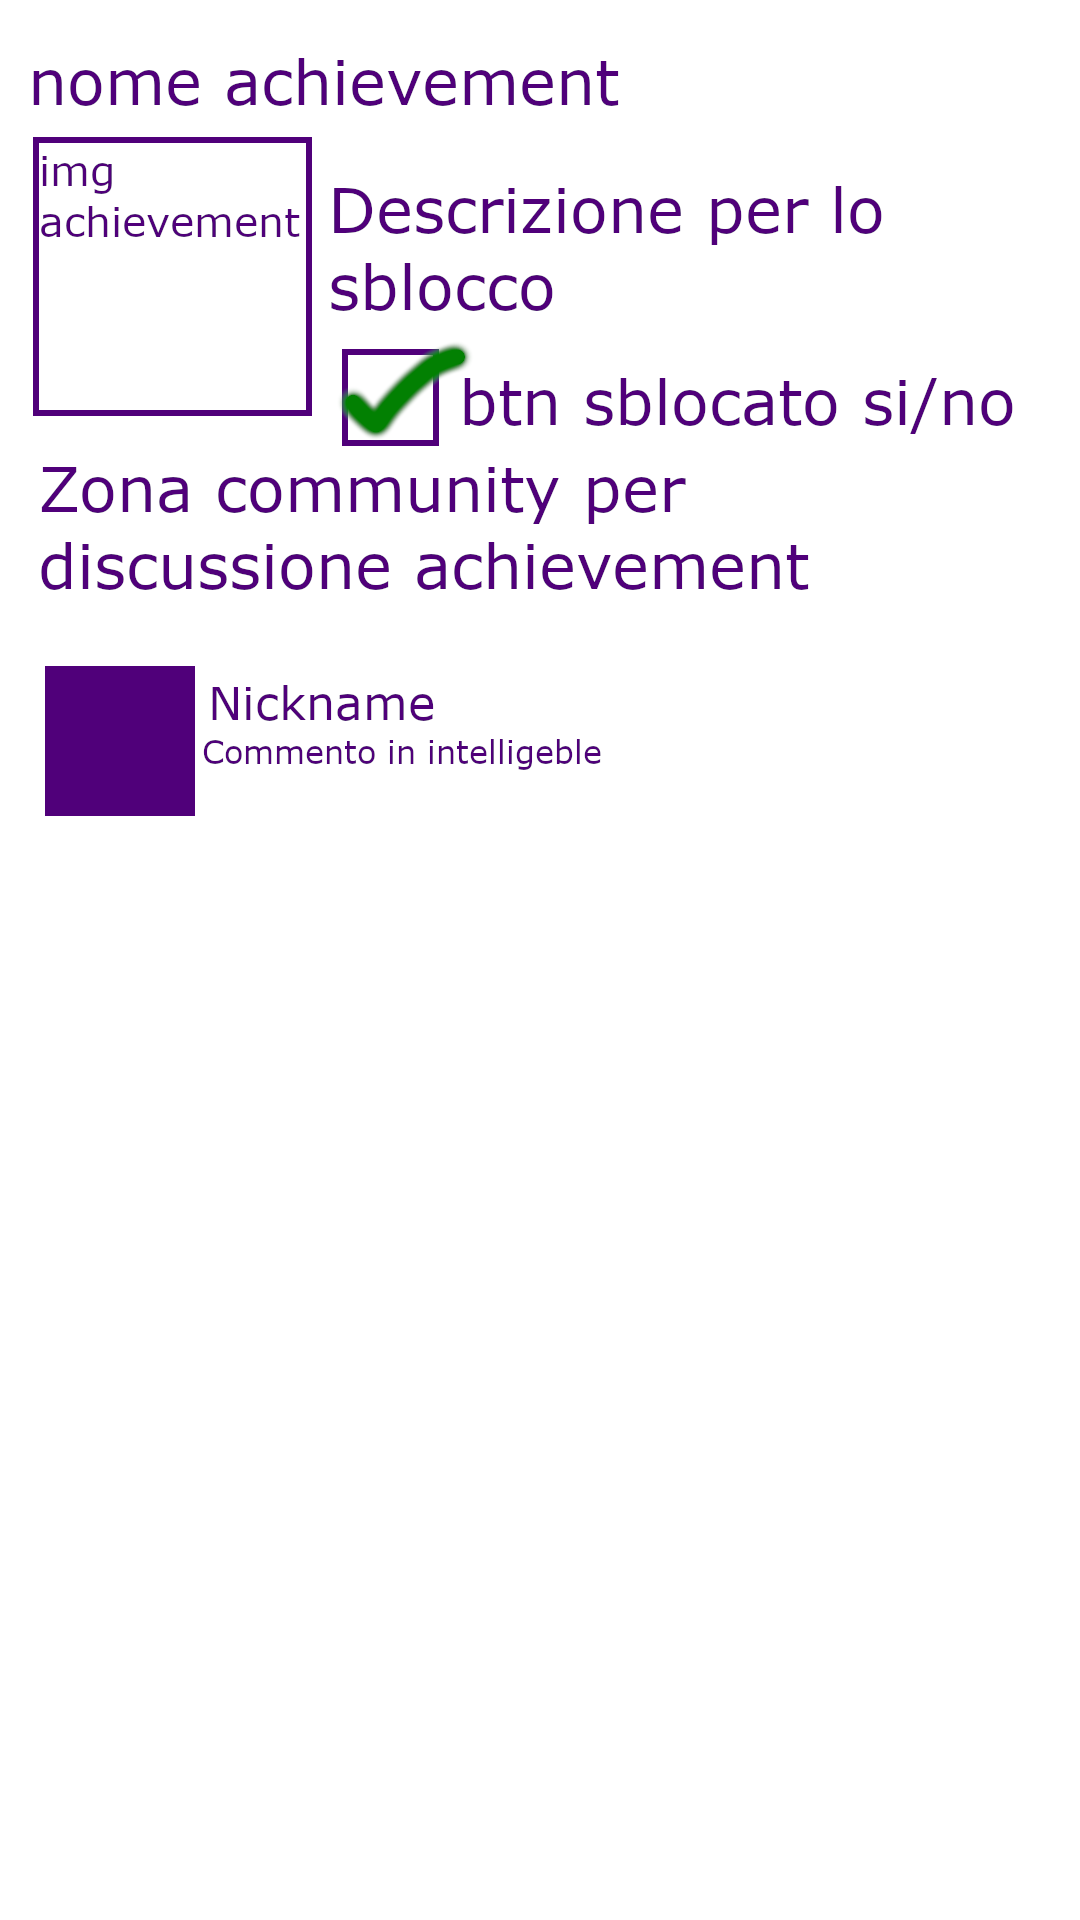 nome achievement
img
achievement
Descrizione per lo
sblocco
btn sblocato si/no
Zona community per
discussione achievement
Nickname
Commento in intelligeble